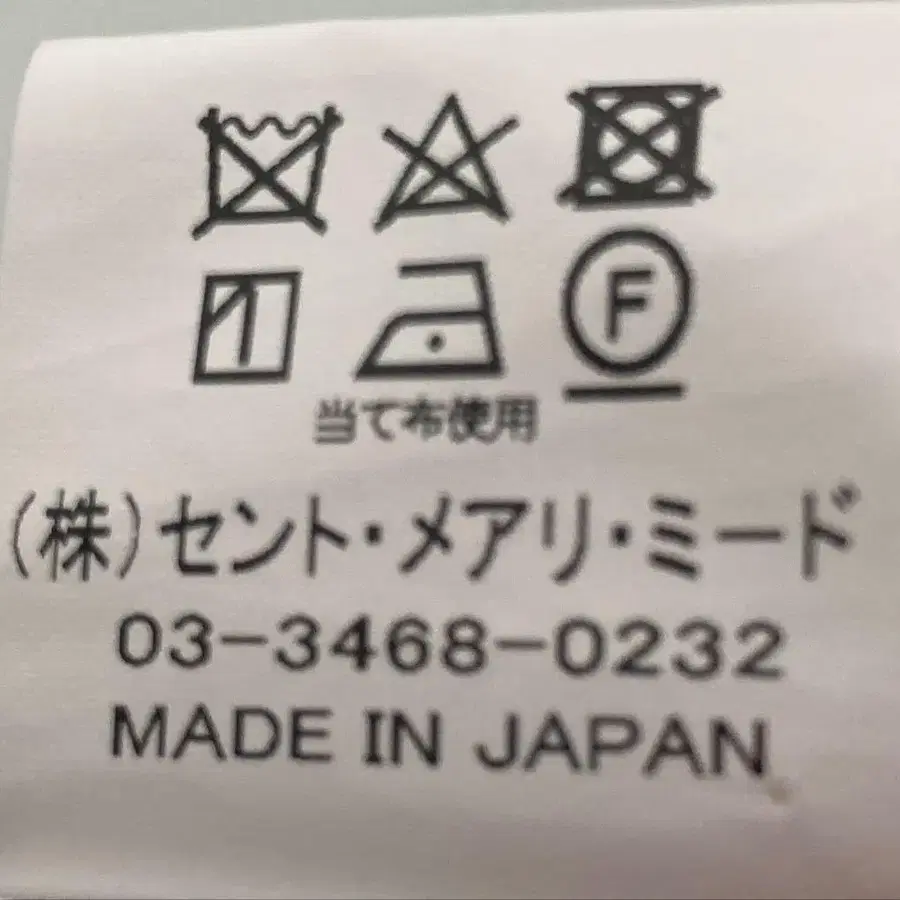 F
当て布使用
(株)セント・メアリ・ミード
03-3468-0232
MADE IN JAPAN